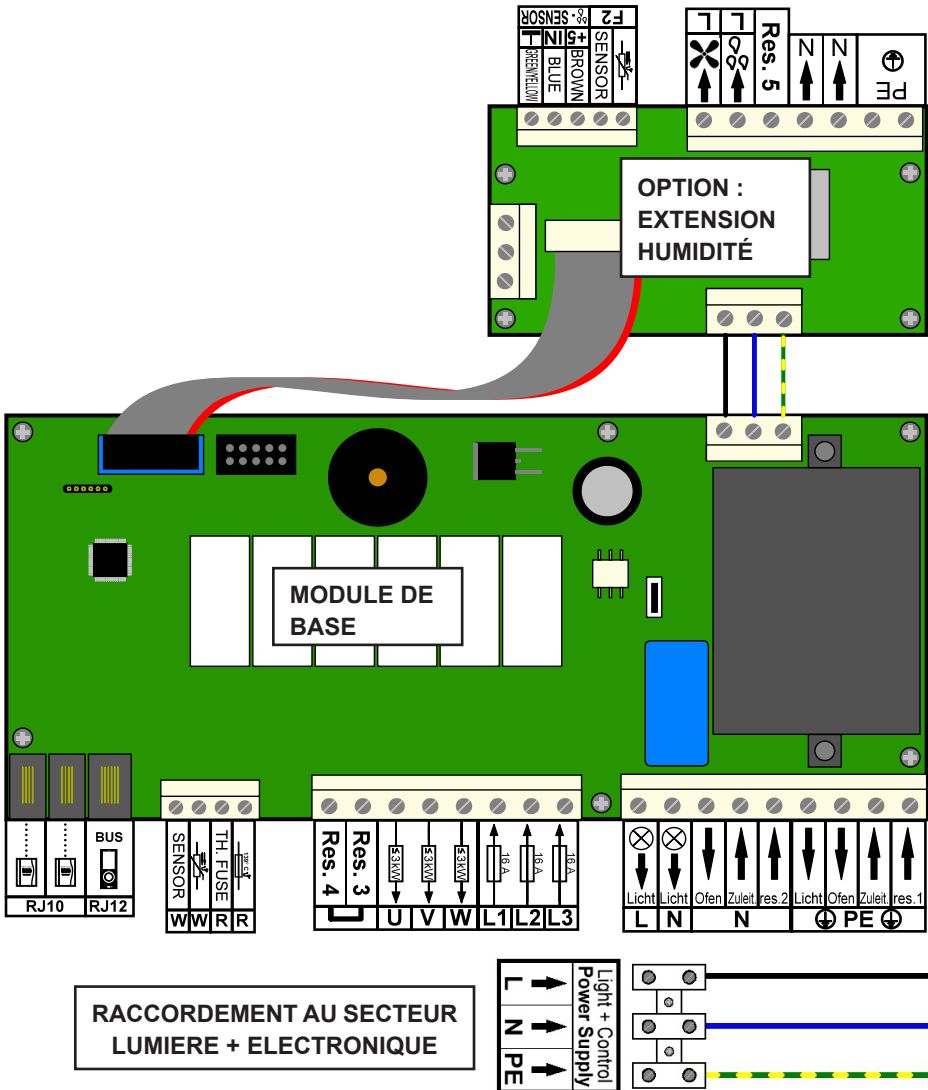 SENSOR
F2
IN
+5
GREEN/YELLOW
BLUE
BROWN
SENSOR
L
L
Res. 5
N
N
PE
OPTION :
EXTENSION
HUMIDITÉ
MODULE DE
BASE
BUS
RJ10
RJ12
SENSOR
TH. FUSE
W
W
R
R
Res. 4
Res. 3
≤3kW
≤3kW
≤3kW
16 A
16 A
16 A
U
V
W
L1
L2
L3
Licht
Licht
Ofen
Zuleit.
res.2
Licht
Ofen
Zuleit.
res.1
L
N
N
PE
RACCORDEMENT AU SECTEUR
LUMIERE + ELECTRONIQUE
Light + Control
Power Supply
L
N
PE